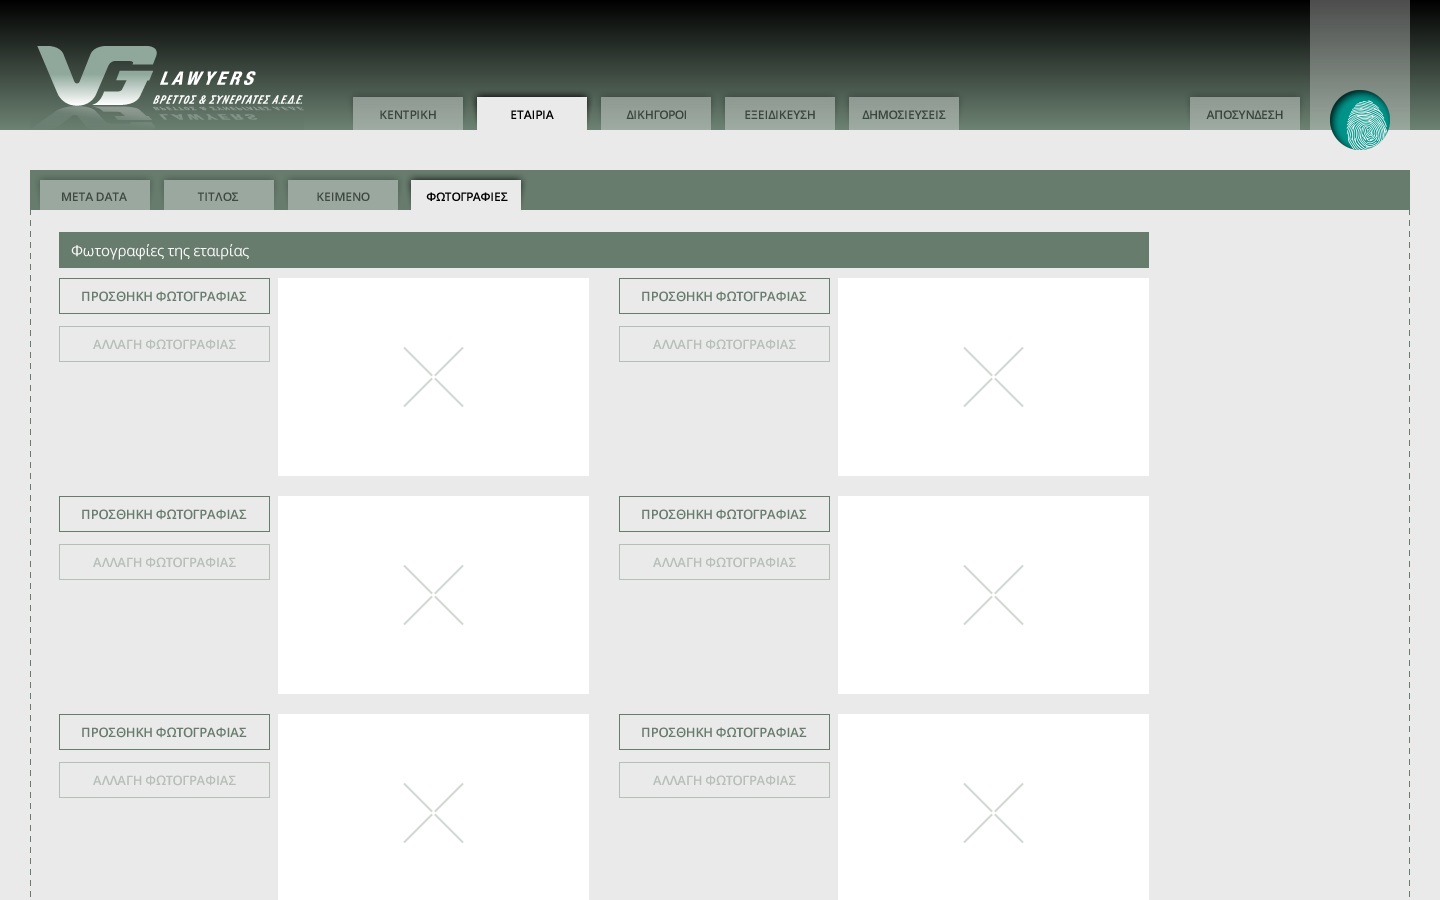 VG LAWYERS
ΒΡΕΤΤΟΣ & ΣΥΝΕΡΓΑΤΕΣ Α.Ε.Δ.Ε.
ΚΕΝΤΡΙΚΗ ΕΤΑΙΡΙΑ ΔΙΚΗΓΟΡΟΙ ΕΞΕΙΔΙΚΕΥΣΗ ΔΗΜΟΣΙΕΥΣΕΙΣ ΑΠΟΣΥΝΔΕΣΗ
META DATA ΤΙΤΛΟΣ ΚΕΙΜΕΝΟ ΦΩΤΟΓΡΑΦΙΕΣ
Φωτογραφίες της εταιρίας
ΠΡΟΣΘΗΚΗ ΦΩΤΟΓΡΑΦΙΑΣ ΠΡΟΣΘΗΚΗ ΦΩΤΟΓΡΑΦΙΑΣ
ΑΛΛΑΓΗ ΦΩΤΟΓΡΑΦΙΑΣ ΑΛΛΑΓΗ ΦΩΤΟΓΡΑΦΙΑΣ
ΠΡΟΣΘΗΚΗ ΦΩΤΟΓΡΑΦΙΑΣ ΠΡΟΣΘΗΚΗ ΦΩΤΟΓΡΑΦΙΑΣ
ΑΛΛΑΓΗ ΦΩΤΟΓΡΑΦΙΑΣ ΑΛΛΑΓΗ ΦΩΤΟΓΡΑΦΙΑΣ
ΠΡΟΣΘΗΚΗ ΦΩΤΟΓΡΑΦΙΑΣ ΠΡΟΣΘΗΚΗ ΦΩΤΟΓΡΑΦΙΑΣ
ΑΛΛΑΓΗ ΦΩΤΟΓΡΑΦΙΑΣ ΑΛΛΑΓΗ ΦΩΤΟΓΡΑΦΙΑΣ